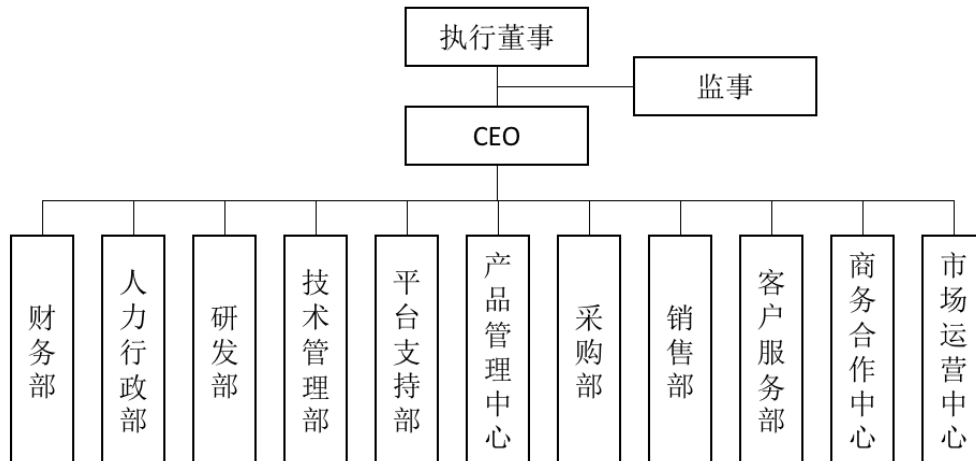 执行董事
监事
CEO
财务部
人力行政部
研发部
技术管理部
平台支持部
产品管理中心
采购部
销售部
客户服务部
商务合作中心
市场运营中心